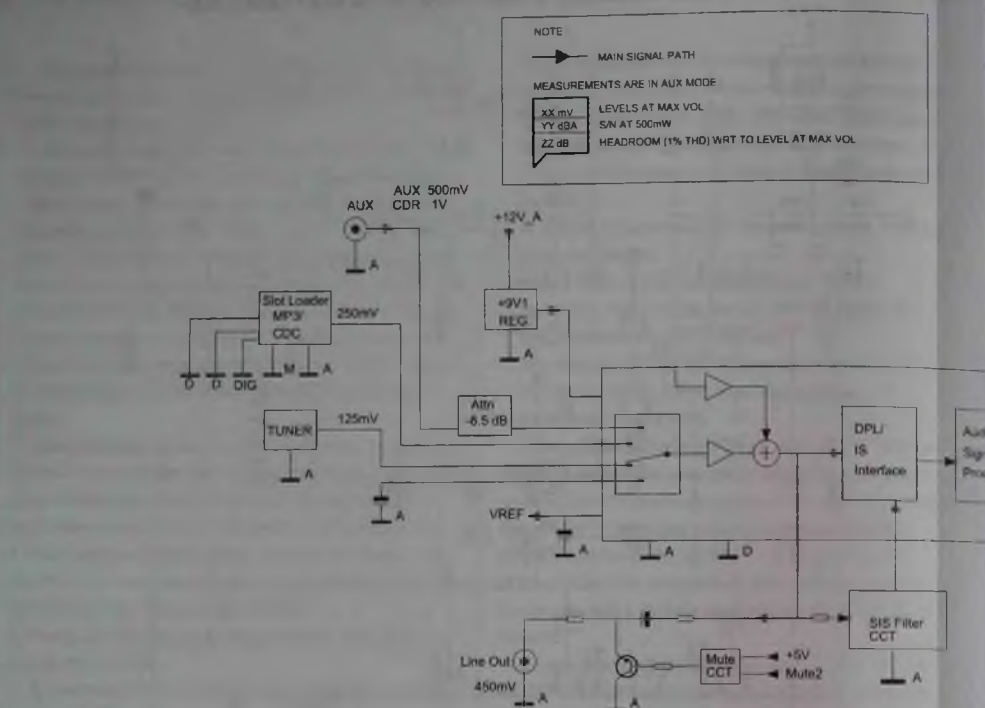 NOTE
MAIN SIGNAL PATH
MEASUREMENTS ARE IN AUX MODE
XX mV LEVELS AT MAX VOL
YY dBA S/N AT 500mW
ZZ dB HEADROOM (1% THD) WRT TO LEVEL AT MAX VOL
AUX 500mV
AUX CDR 1V
A
+12V_A
Slot Loader
MP3/
CDC
250mV
+9V1
REG
A
D D DIG M A
Attn
-6.5 dB
TUNER
125mV
A
DPL/
IS
Interface
A
VREF
A
A
D
SIS Filter
CCT
A
Line Out
450mV
A
Mute
CCT
+5V
Mute2
A